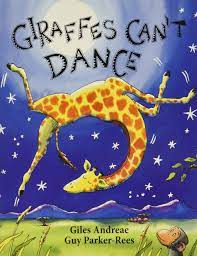 GIRAFFES CAN'T
DANCE
Giles Andreae
Guy Parker-Rees